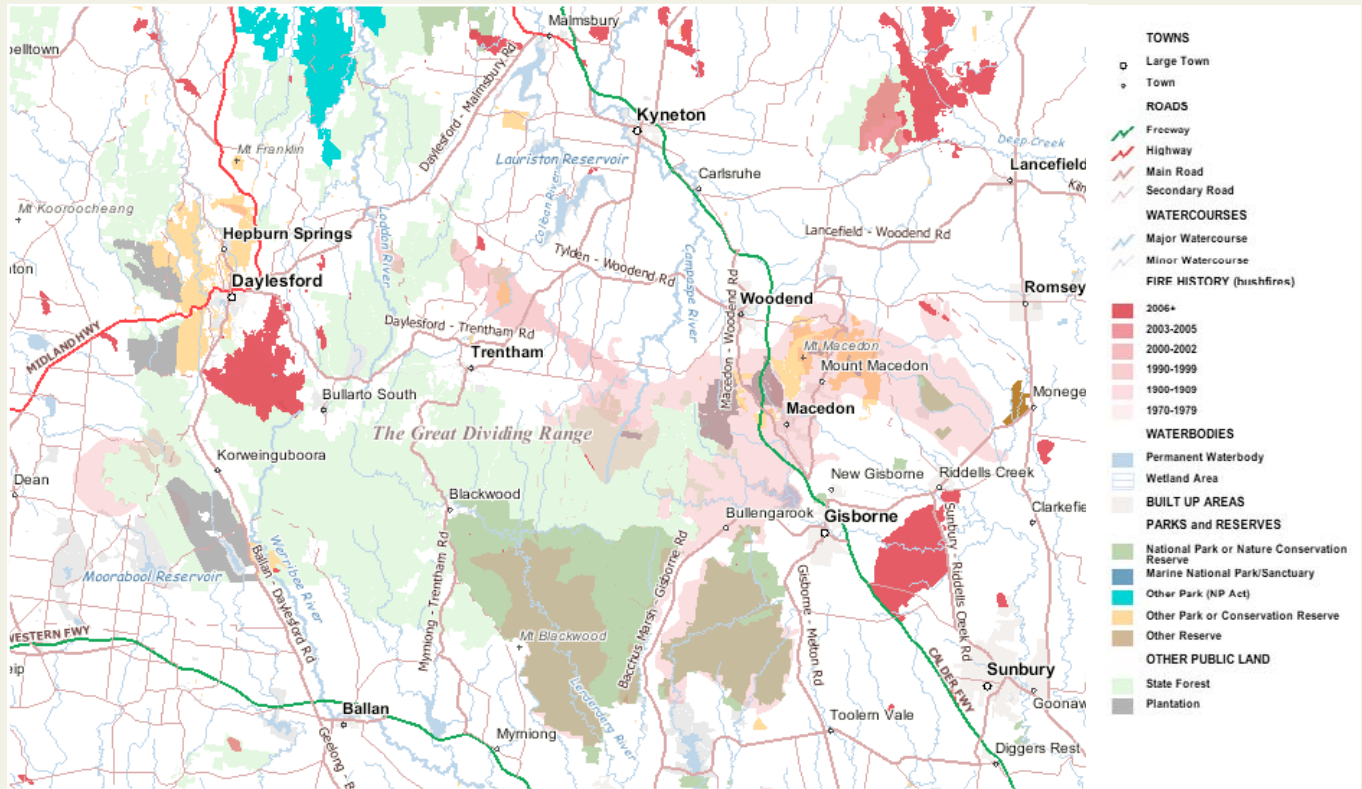 Malmsbury
Daylesford - Malmsbury Rd
Kyneton
Mt Franklin
Lauriston Reservoir
Deep Creek
Lancefield
Carlsruhe
Mt Kooroocheang
Loddon River
Coliban River
Hepburn Springs
Lancefield - Woodend Rd
Tylden - Woodend Rd
Campaspe River
Daylesford
Macedon - Woodend Rd
Woodend
Romsey
MIDLAND HWY
Daylesford - Trentham Rd
Trentham
Mt Macedon
Mount Macedon
Bullarto South
Monege
Macedon
The Great Dividing Range
Korweinguboora
New Gisborne
Riddells Creek
Dean
Blackwood
Bullengarook
Gisborne
Clarkefie
Moorabool Reservoir
Werribee River
Ballan - Daylesford Rd
Myrniong - Trentham Rd
Bacchus Marsh - Gisborne Rd
Gisborne - Melton Rd
Sunbury - Riddells Creek Rd
WESTERN FWY
Mt Blackwood
Lerderderg River
CALDER FWY
Sunbury
Goonaw
Ballan
Toolern Vale
Myrniong
Diggers Rest
Geelong - B
TOWNS
Large Town
Town
ROADS
Freeway
Highway
Main Road
Secondary Road
WATERCOURSES
Major Watercourse
Minor Watercourse
FIRE HISTORY (bushfires)
2006+
2003-2005
2000-2002
1990-1999
1900-1909
1970-1979
WATERBODIES
Permanent Waterbody
Wetland Area
BUILT UP AREAS
PARKS and RESERVES
National Park or Nature Conservation
Reserve
Marine National Park/Sanctuary
Other Park (NP Act)
Other Park or Conservation Reserve
Other Reserve
OTHER PUBLIC LAND
State Forest
Plantation